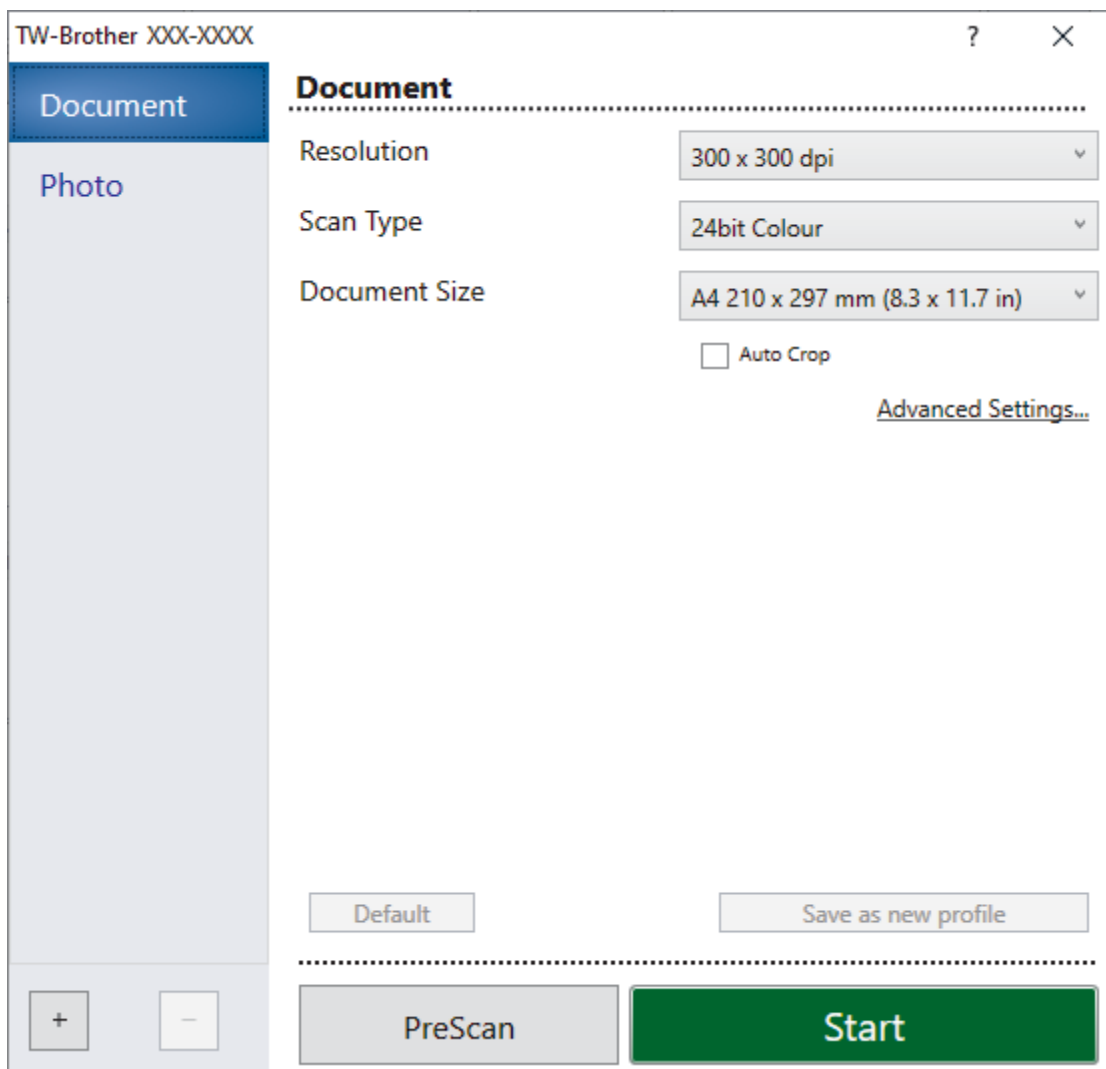 TW-Brother XXX-XXXX ?
Document
Photo
Document
Resolution 300 x 300 dpi
Scan Type 24bit Colour
Document Size A4 210 x 297 mm (8.3 x 11.7 in)
Auto Crop
Advanced Settings...
Default Save as new profile
+ − PreScan Start